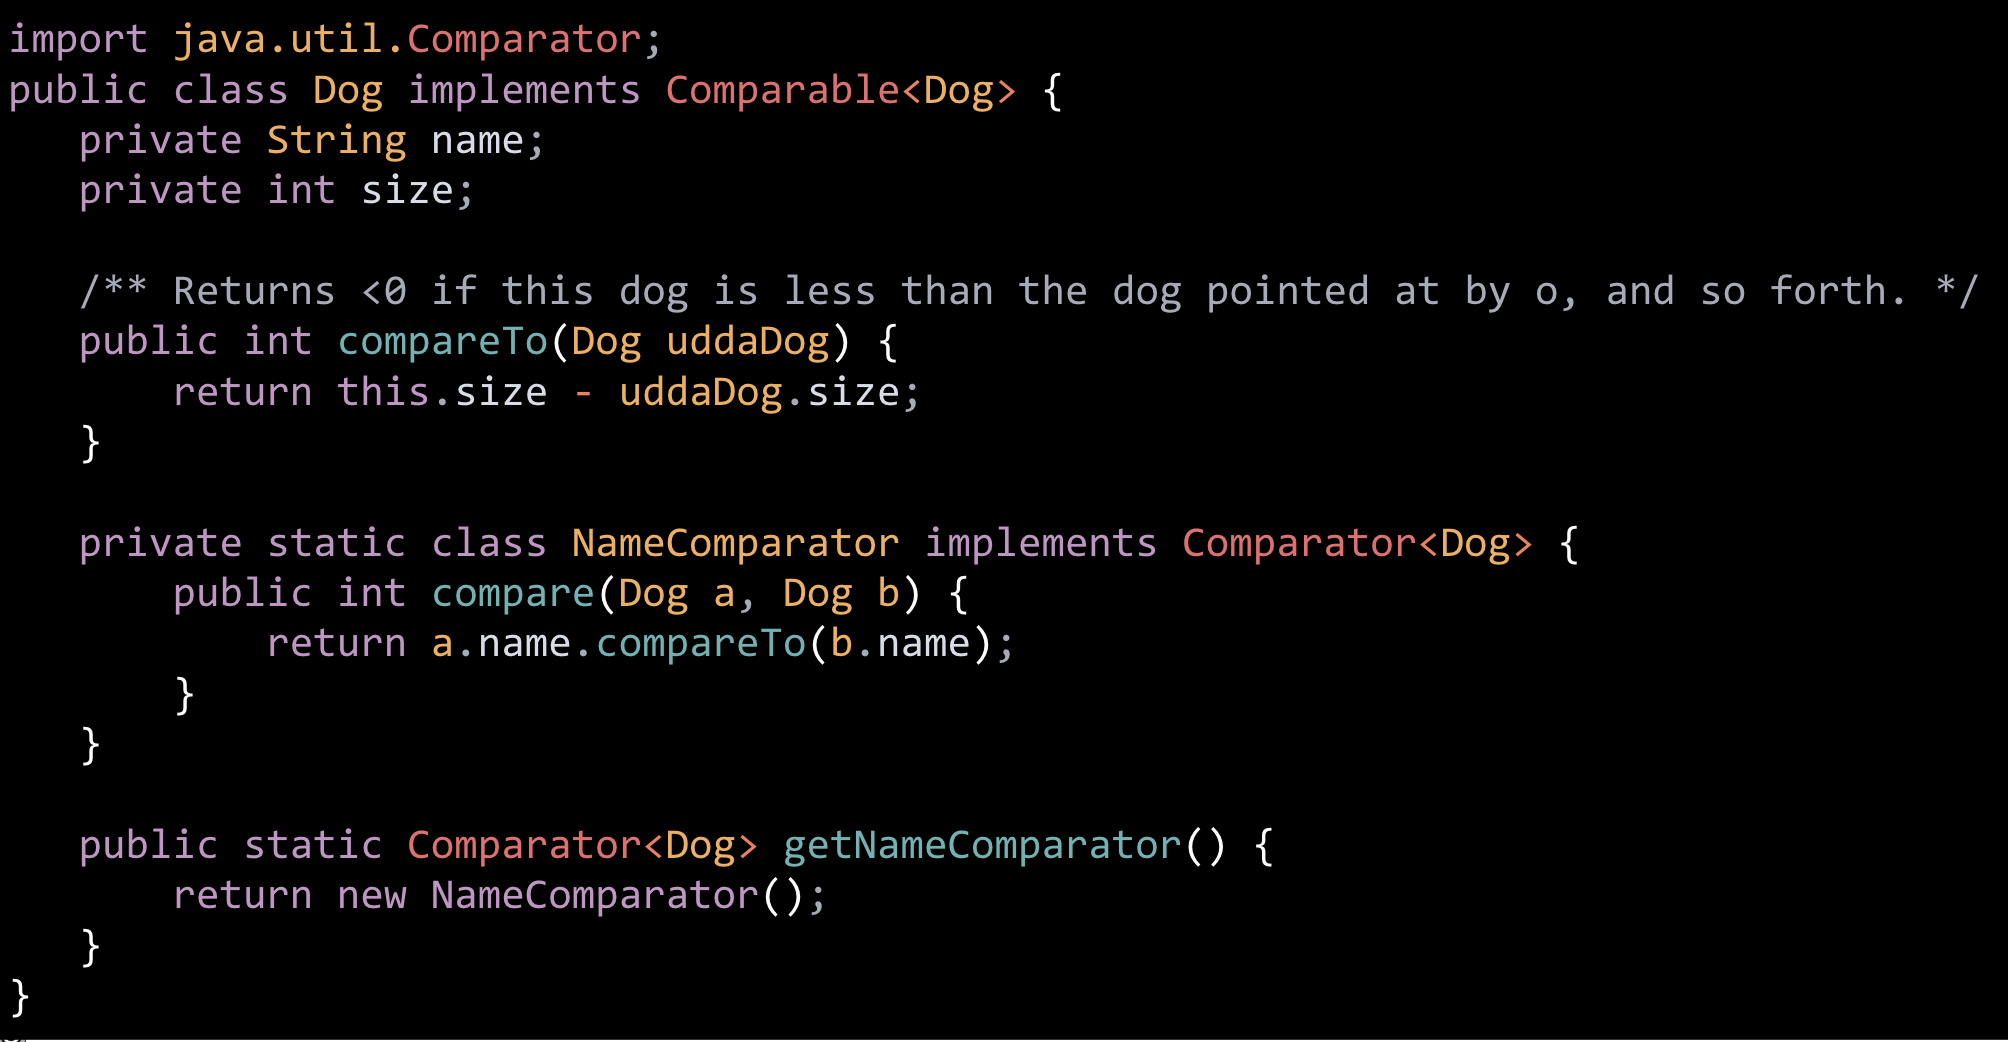 import java.util.Comparator;
public class Dog implements Comparable<Dog> {
   private String name;
   private int size;

   /** Returns <0 if this dog is less than the dog pointed at by o, and so forth. */
   public int compareTo(Dog uddaDog) {
       return this.size - uddaDog.size;
   }

   private static class NameComparator implements Comparator<Dog> {
       public int compare(Dog a, Dog b) {
           return a.name.compareTo(b.name);
       }
   }

   public static Comparator<Dog> getNameComparator() {
       return new NameComparator();
   }
}